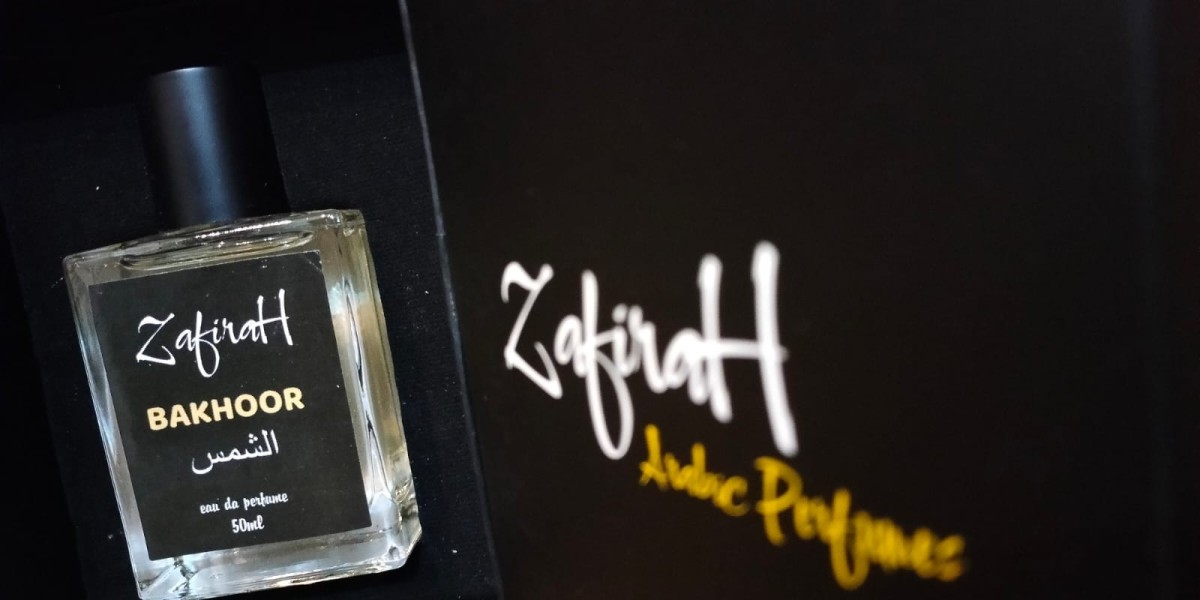 ZafiraH
BAKHOOR
الشمس
eau da perfume
50ml
ZafiraH
Arabic Perfumes